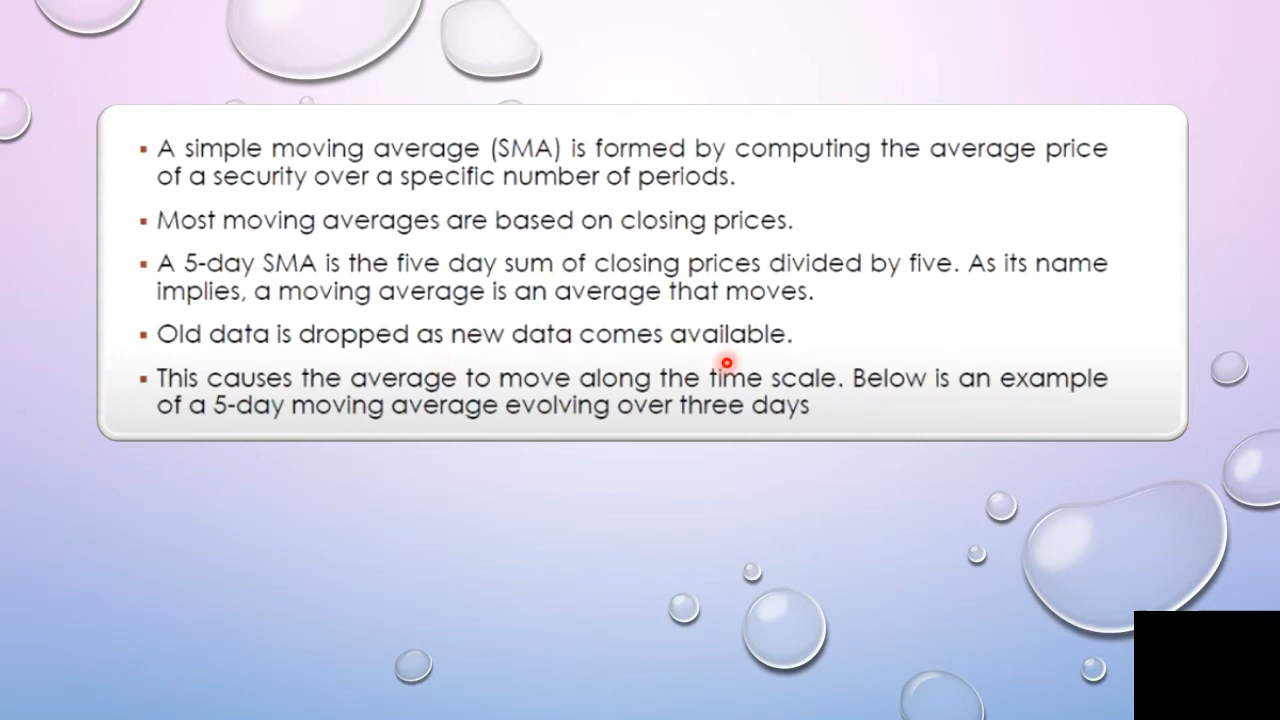 ▪ A simple moving average (SMA) is formed by computing the average price
of a security over a specific number of periods.
▪ Most moving averages are based on closing prices.
▪ A 5-day SMA is the five day sum of closing prices divided by five. As its name
implies, a moving average is an average that moves.
▪ Old data is dropped as new data comes available.
▪ This causes the average to move along the time scale. Below is an example
of a 5-day moving average evolving over three days